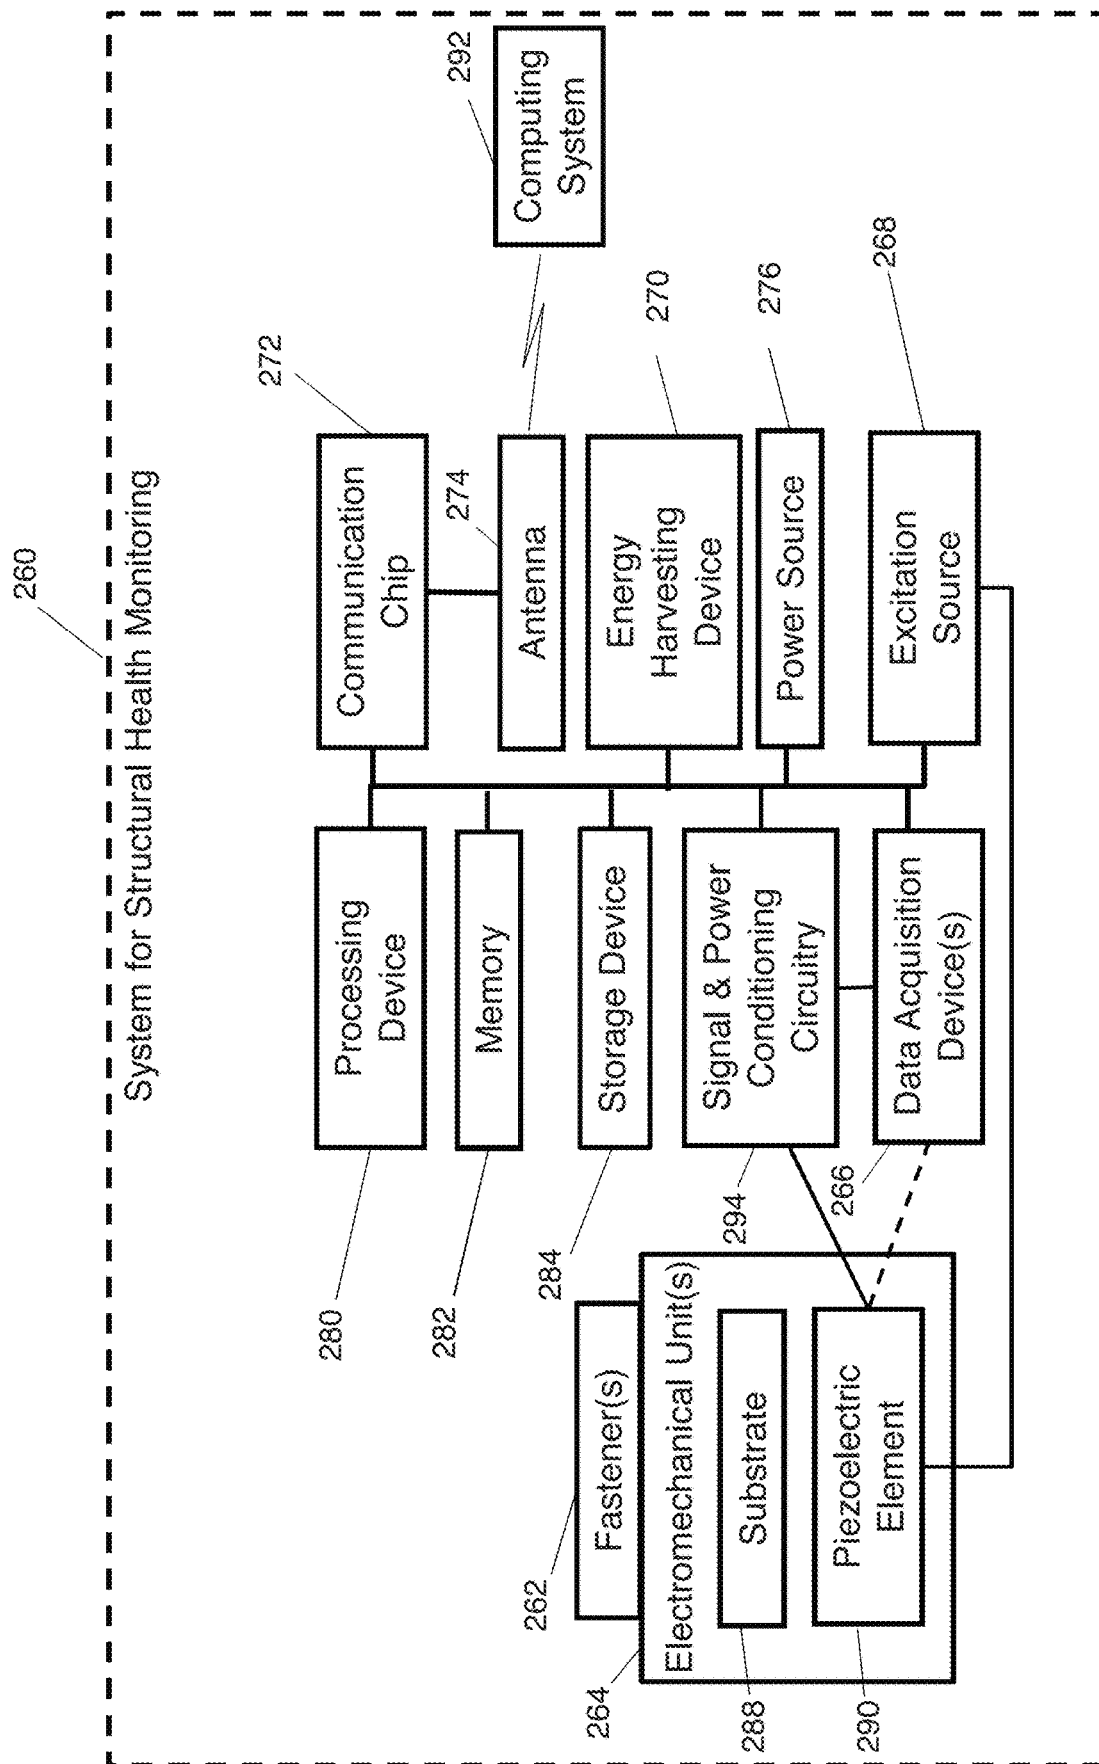 260
System for Structural Health Monitoring
280
Processing
Device
Communication
Chip
272
282
Memory
274
Antenna
292
Computing
System
284
Storage Device
Energy
Harvesting
Device
270
262
Fastener(s)
264
Electromechanical Unit(s)
294
Signal & Power
Conditioning
Circuitry
Power Source
276
288
Substrate
266
Data Acquisition
Device(s)
Excitation
Source
268
290
Piezoelectric
Element